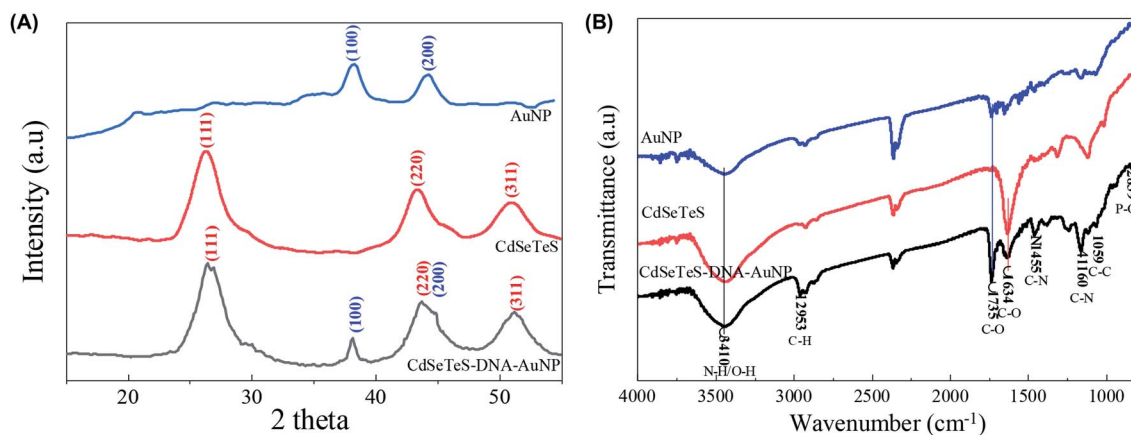 (A)
Intensity (a.u)
(100)
(200)
AuNP
(111)
(220)
(311)
CdSeTeS
(111)
(100)
(220)
(200)
(311)
CdSeTeS-DNA-AuNP
20
30
40
50
2 theta
(B)
Transmittance (a.u)
AuNP
CdSeTeS
CdSeTeS-DNA-AuNP
3410
N-H/O-H
12953
C-H
1735
C-O
1634
C-O
1455
C-N
41160
C-N
1059
C-C
4000
3500
3000
2500
2000
1500
1000
Wavenumber (cm⁻¹)